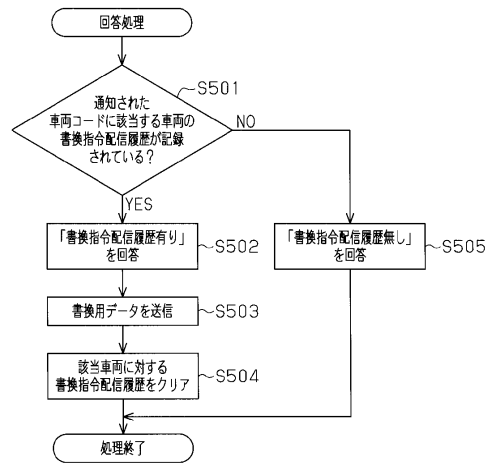 回答処理
S501
通知された
車両コードに該当する車両の
書換指令配信履歴が記録
されている？
NO
YES
「書換指令配信履歴有り」
を回答
S502
「書換指令配信履歴無し」
を回答
S505
書換用データを送信
S503
該当車両に対する
書換指令配信履歴をクリア
S504
処理終了